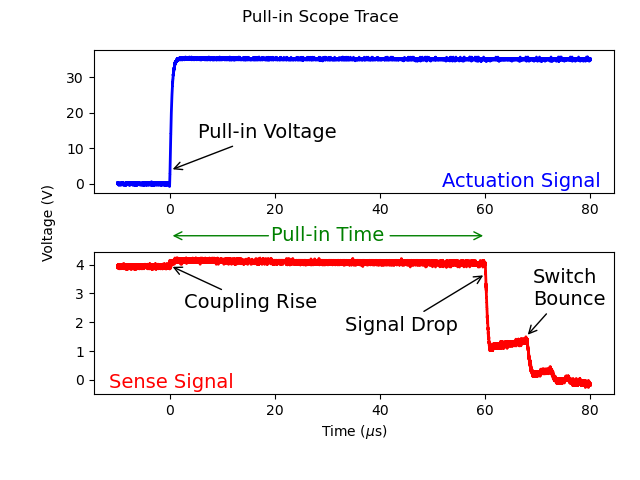 Pull-in Scope Trace
30
20
10
0
Pull-in Voltage
Actuation Signal
0 20 40 60 80
Voltage (V)
Pull-in Time
4
3
2
1
0
Coupling Rise
Signal Drop
Switch
Bounce
Sense Signal
0 20 40 60 80
Time (μs)